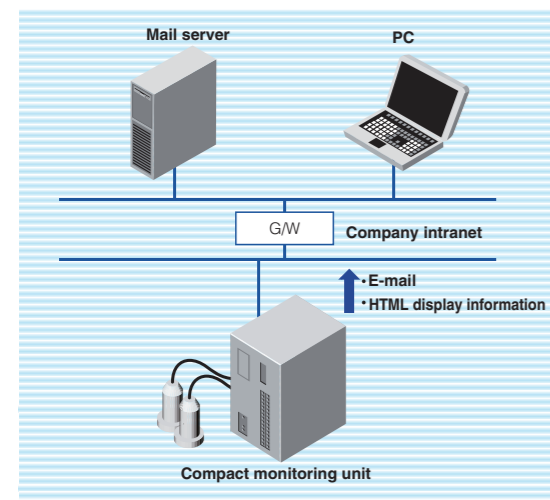 Mail server
PC
G/W
Company intranet
• E-mail
• HTML display information
Compact monitoring unit